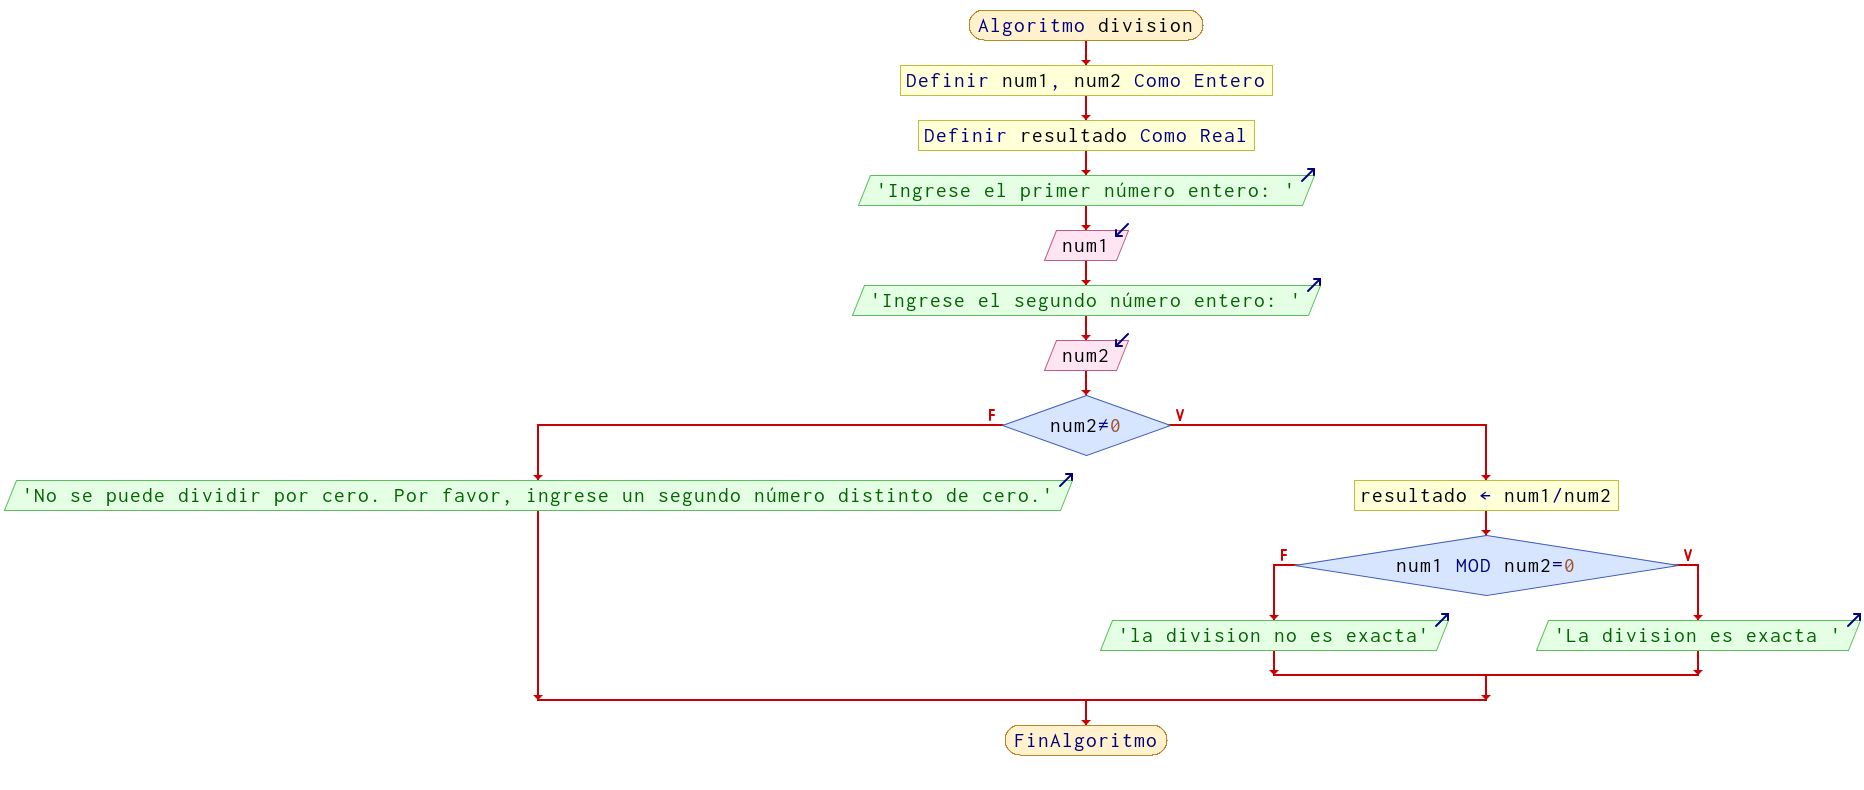 Algoritmo division
Definir num1, num2 Como Entero
Definir resultado Como Real
'Ingrese el primer número entero: '
num1
'Ingrese el segundo número entero: '
num2
F
V
num2≠0
'No se puede dividir por cero. Por favor, ingrese un segundo número distinto de cero.'
resultado ← num1/num2
F
V
num1 MOD num2=0
'la division no es exacta'
'La division es exacta '
FinAlgoritmo